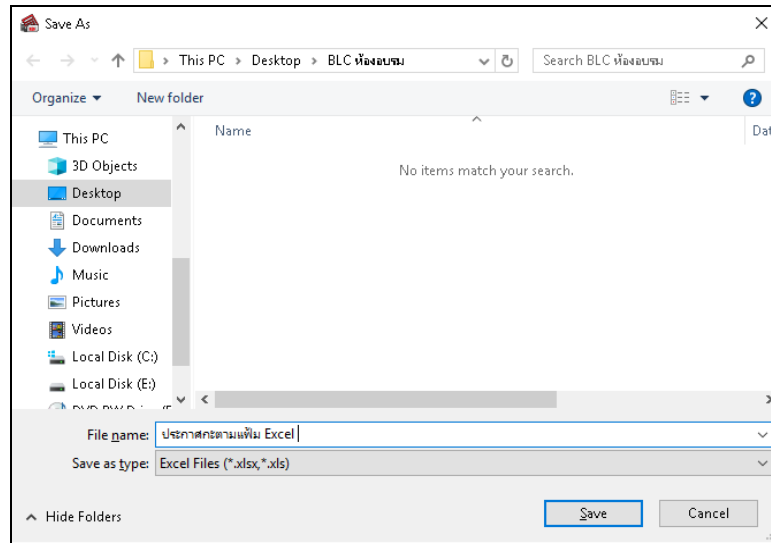 Save As
This PC > Desktop > BLC ห้องอบรม
Search BLC ห้องอบรม
Organize
New folder
Name
Dat
This PC
3D Objects
Desktop
Documents
Downloads
Music
Pictures
Videos
Local Disk (C:)
Local Disk (E:)
No items match your search.
File name: ประกาศกะตามแฟ้ม Excel
Save as type: Excel Files (*.xlsx,*.xls)
Hide Folders
Save
Cancel